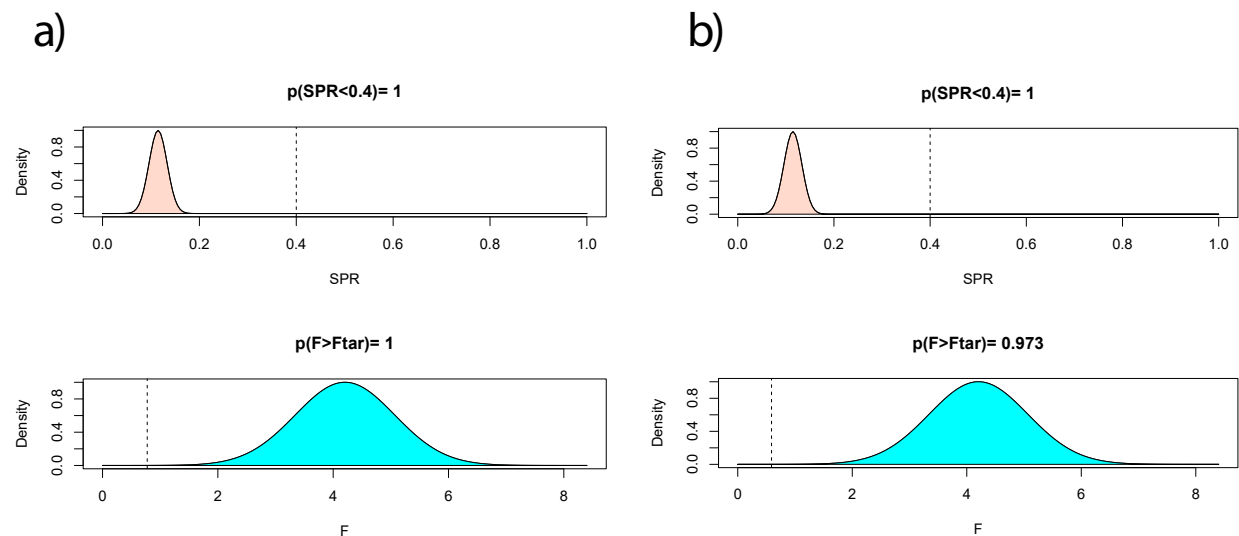 a)
p(SPR<0.4)= 1
Density
0.0 0.4 0.8
0.0 0.2 0.4 0.6 0.8 1.0
SPR
p(F>Ftar)= 1
Density
0.0 0.4 0.8
0 2 4 6 8
F
b)
p(SPR<0.4)= 1
Density
0.0 0.4 0.8
0.0 0.2 0.4 0.6 0.8 1.0
SPR
p(F>Ftar)= 0.973
Density
0.0 0.4 0.8
0 2 4 6 8
F